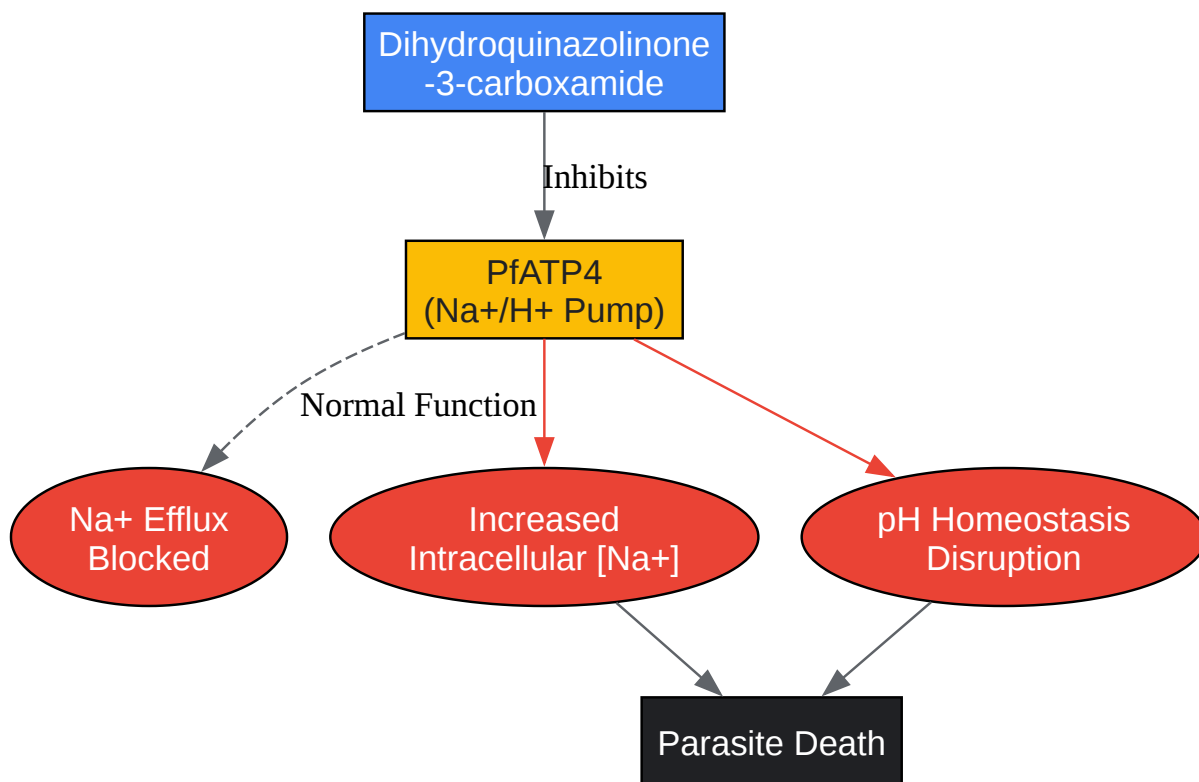 Dihydroquinazolinone
-3-carboxamide
Inhibits
PfATP4
(Na+/H+ Pump)
Normal Function
Na+ Efflux
Blocked
Increased
Intracellular [Na+]
pH Homeostasis
Disruption
Parasite Death